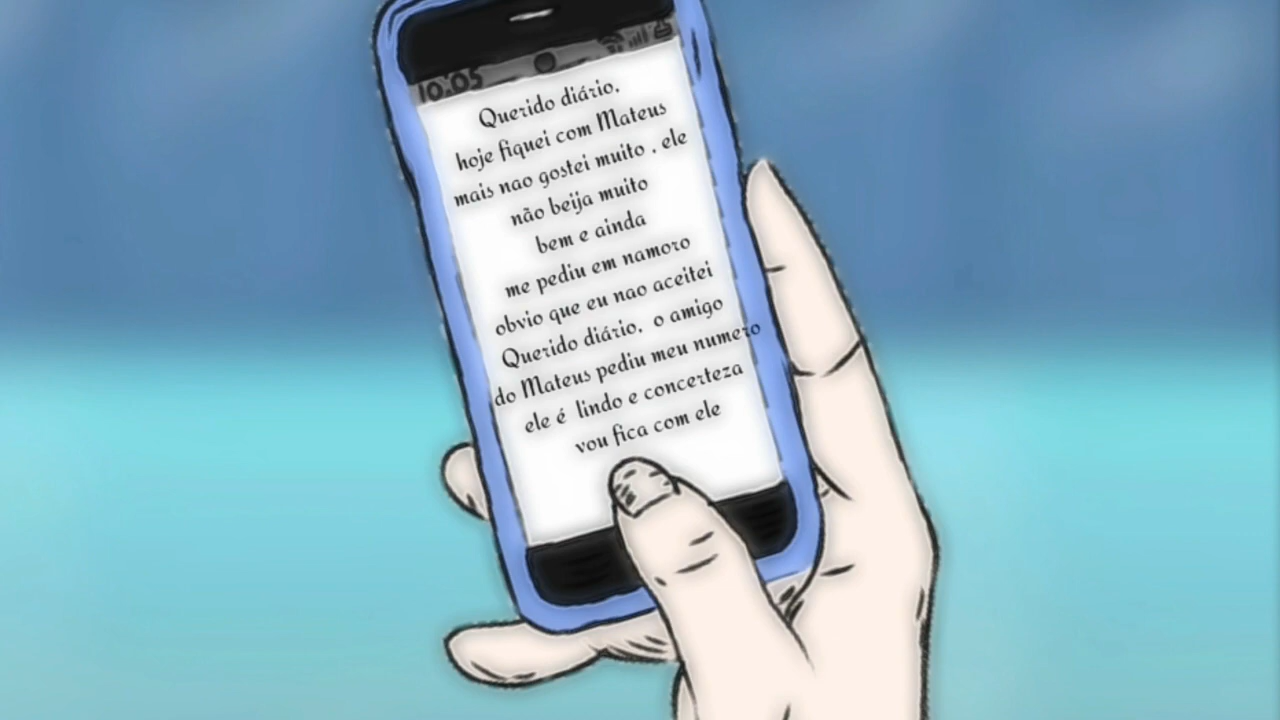 10:05
Querido diário,
hoje fiquei com Mateus
mais nao gostei muito , ele
não beija muito
bem e ainda
me pediu em namoro
obvio que eu nao aceitei
Querido diário, o amigo
do Mateus pediu meu numero
ele é lindo e concerteza
vou fica com ele